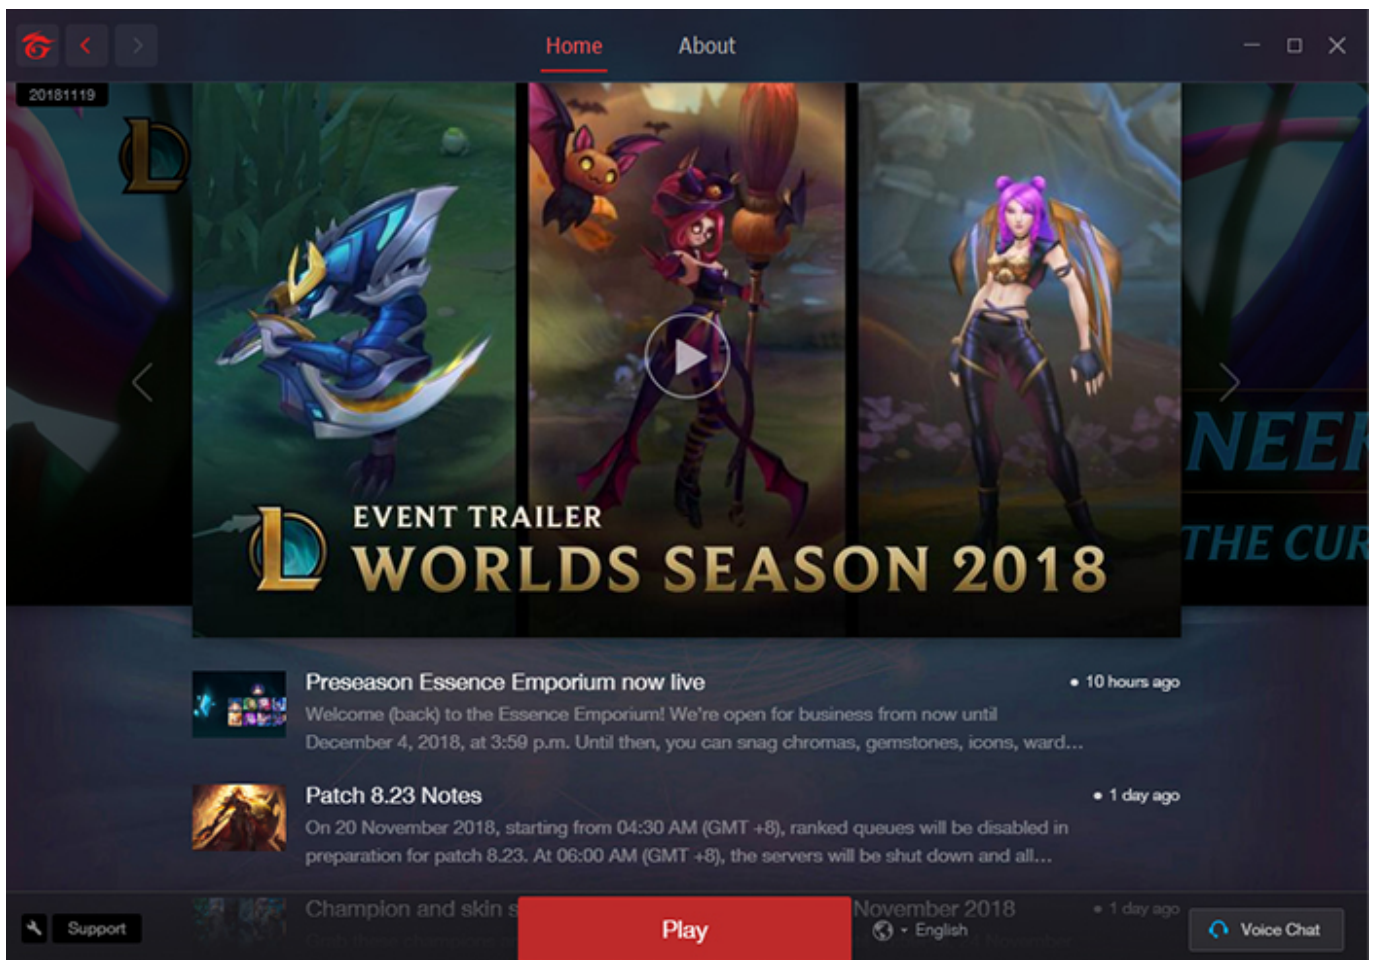 Home
About
20181119
NEEK
THE CUR
EVENT TRAILER
WORLDS SEASON 2018
Preseason Essence Emporium now live
• 10 hours ago
Welcome (back) to the Essence Emporium! We're open for business from now until
December 4, 2018, at 3:59 p.m. Until then, you can snag chromas, gemstones, icons, ward...
Patch 8.23 Notes
• 1 day ago
On 20 November 2018, starting from 04:30 AM (GMT +8), ranked queues will be disabled in
preparation for patch 8.23. At 06:00 AM (GMT +8), the servers will be shut down and all...
Champion and skin s
November 2018
• 1 day ago
Support
Play
English
Voice Chat